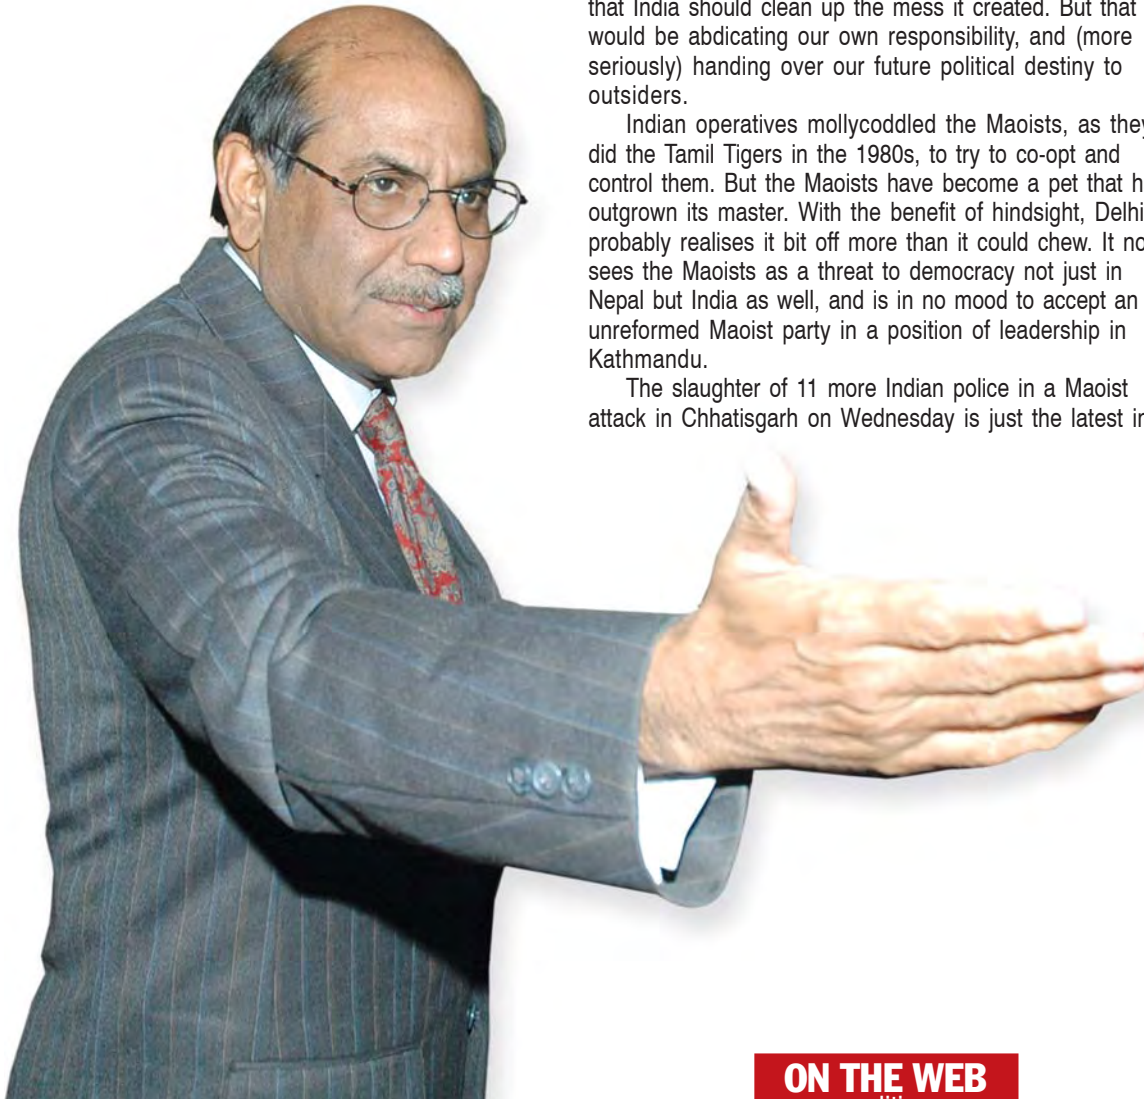 that India should clean up the mess it created. But that
would be abdicating our own responsibility, and (more
seriously) handing over our future political destiny to
outsiders.
Indian operatives mollycoddled the Maoists, as they
did the Tamil Tigers in the 1980s, to try to co-opt and
control them. But the Maoists have become a pet that
outgrown its master. With the benefit of hindsight, Delhi
probably realises it bit off more than it could chew. It
sees the Maoists as a threat to democracy not just in
Nepal but India as well, and is in no mood to accept an
unreformed Maoist party in a position of leadership in
Kathmandu.
The slaughter of 11 more Indian police in a Maoist
attack in Chhatisgarh on Wednesday is just the latest in
ON THE WEB